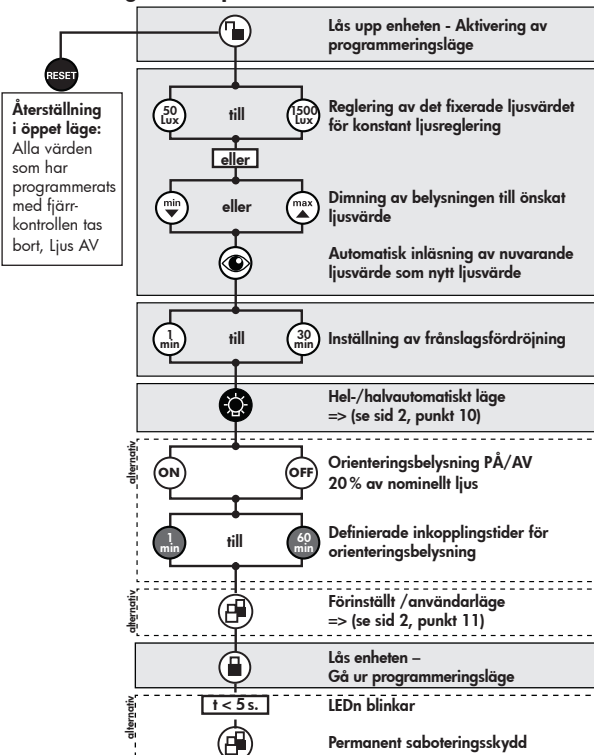 Lås upp enheten - Aktivering av
programmeringsläge
RESET
Återställning
i öppet läge:
Alla värden
som har
programmerats
med fjärr-
kontrollen tas
bort, Ljus AV
50
Lux
till
1500
Lux
Reglering av det fixerade ljusvärdet
för konstant ljusreglering
eller
min
eller
max
Dimning av belysningen till önskat
ljusvärde
Automatisk inläsning av nuvarande
ljusvärde som nytt ljusvärde
1
min
till
30
min
Inställning av frånslagsfördröjning
Hel-/halvautomatiskt läge
=> (se sid 2, punkt 10)
alternativ
ON
OFF
Orienteringsbelysning PÅ/AV
20 % av nominellt ljus
1
min
till
60
min
Definierade inkopplingstider för
orienteringsbelysning
alternativ
Förinställt /användarläge
=> (se sid 2, punkt 11)
Lås enheten –
Gå ur programmeringsläge
alternativ
t < 5 s.
LEDn blinkar
Permanent saboteringsskydd